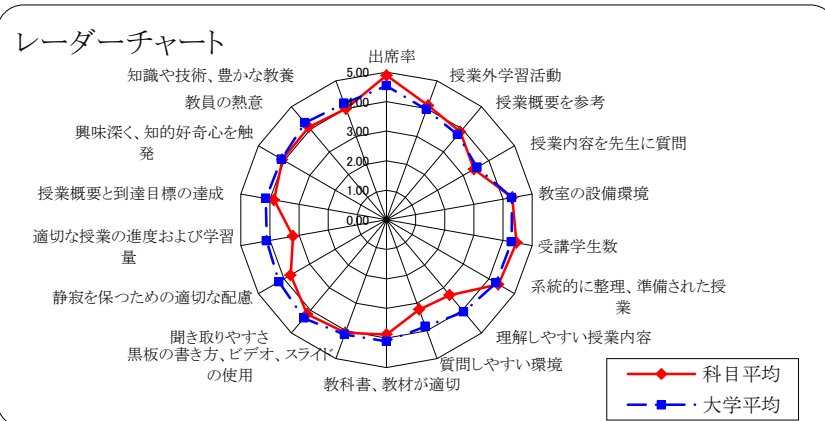 レーダーチャート
出席率
授業外学習活動
授業概要を参考
授業内容を先生に質問
教室の設備環境
受講学生数
系統的に整理、準備された授
業
理解しやすい授業内容
質問しやすい環境
教科書、教材が適切
黒板の書き方、ビデオ、スライド
の使用
聞き取りやすさ
静寂を保つための適切な配慮
適切な授業の進度および学習
量
授業概要と到達目標の達成
興味深く、知的好奇心を触
発
教員の熱意
知識や技術、豊かな教養
5.00
4.00
3.00
2.00
1.00
0.00
科目平均
大学平均